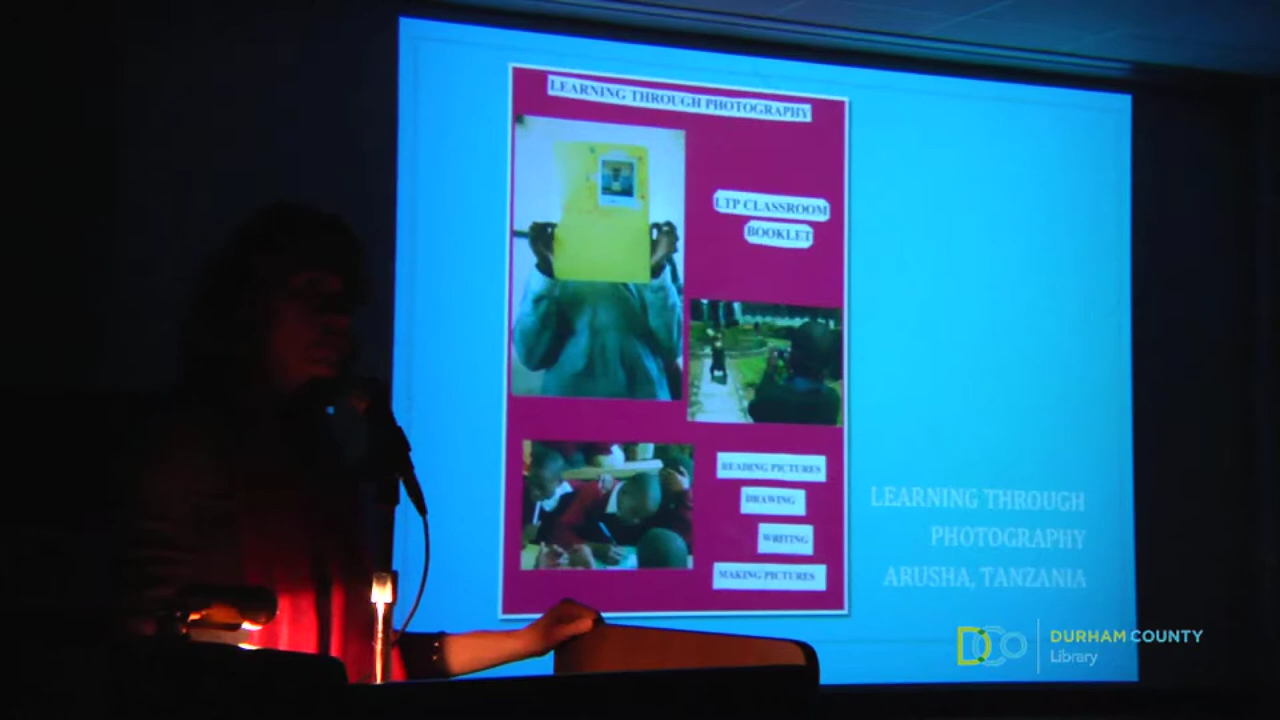 LEARNING THROUGH PHOTOGRAPHY
LTP CLASSROOM
BOOKLET
READING PICTURES
DRAWING
WRITING
MAKING PICTURES
LEARNING THROUGH
PHOTOGRAPHY
ARUSHA, TANZANIA
DCo
DURHAM COUNTY
Library